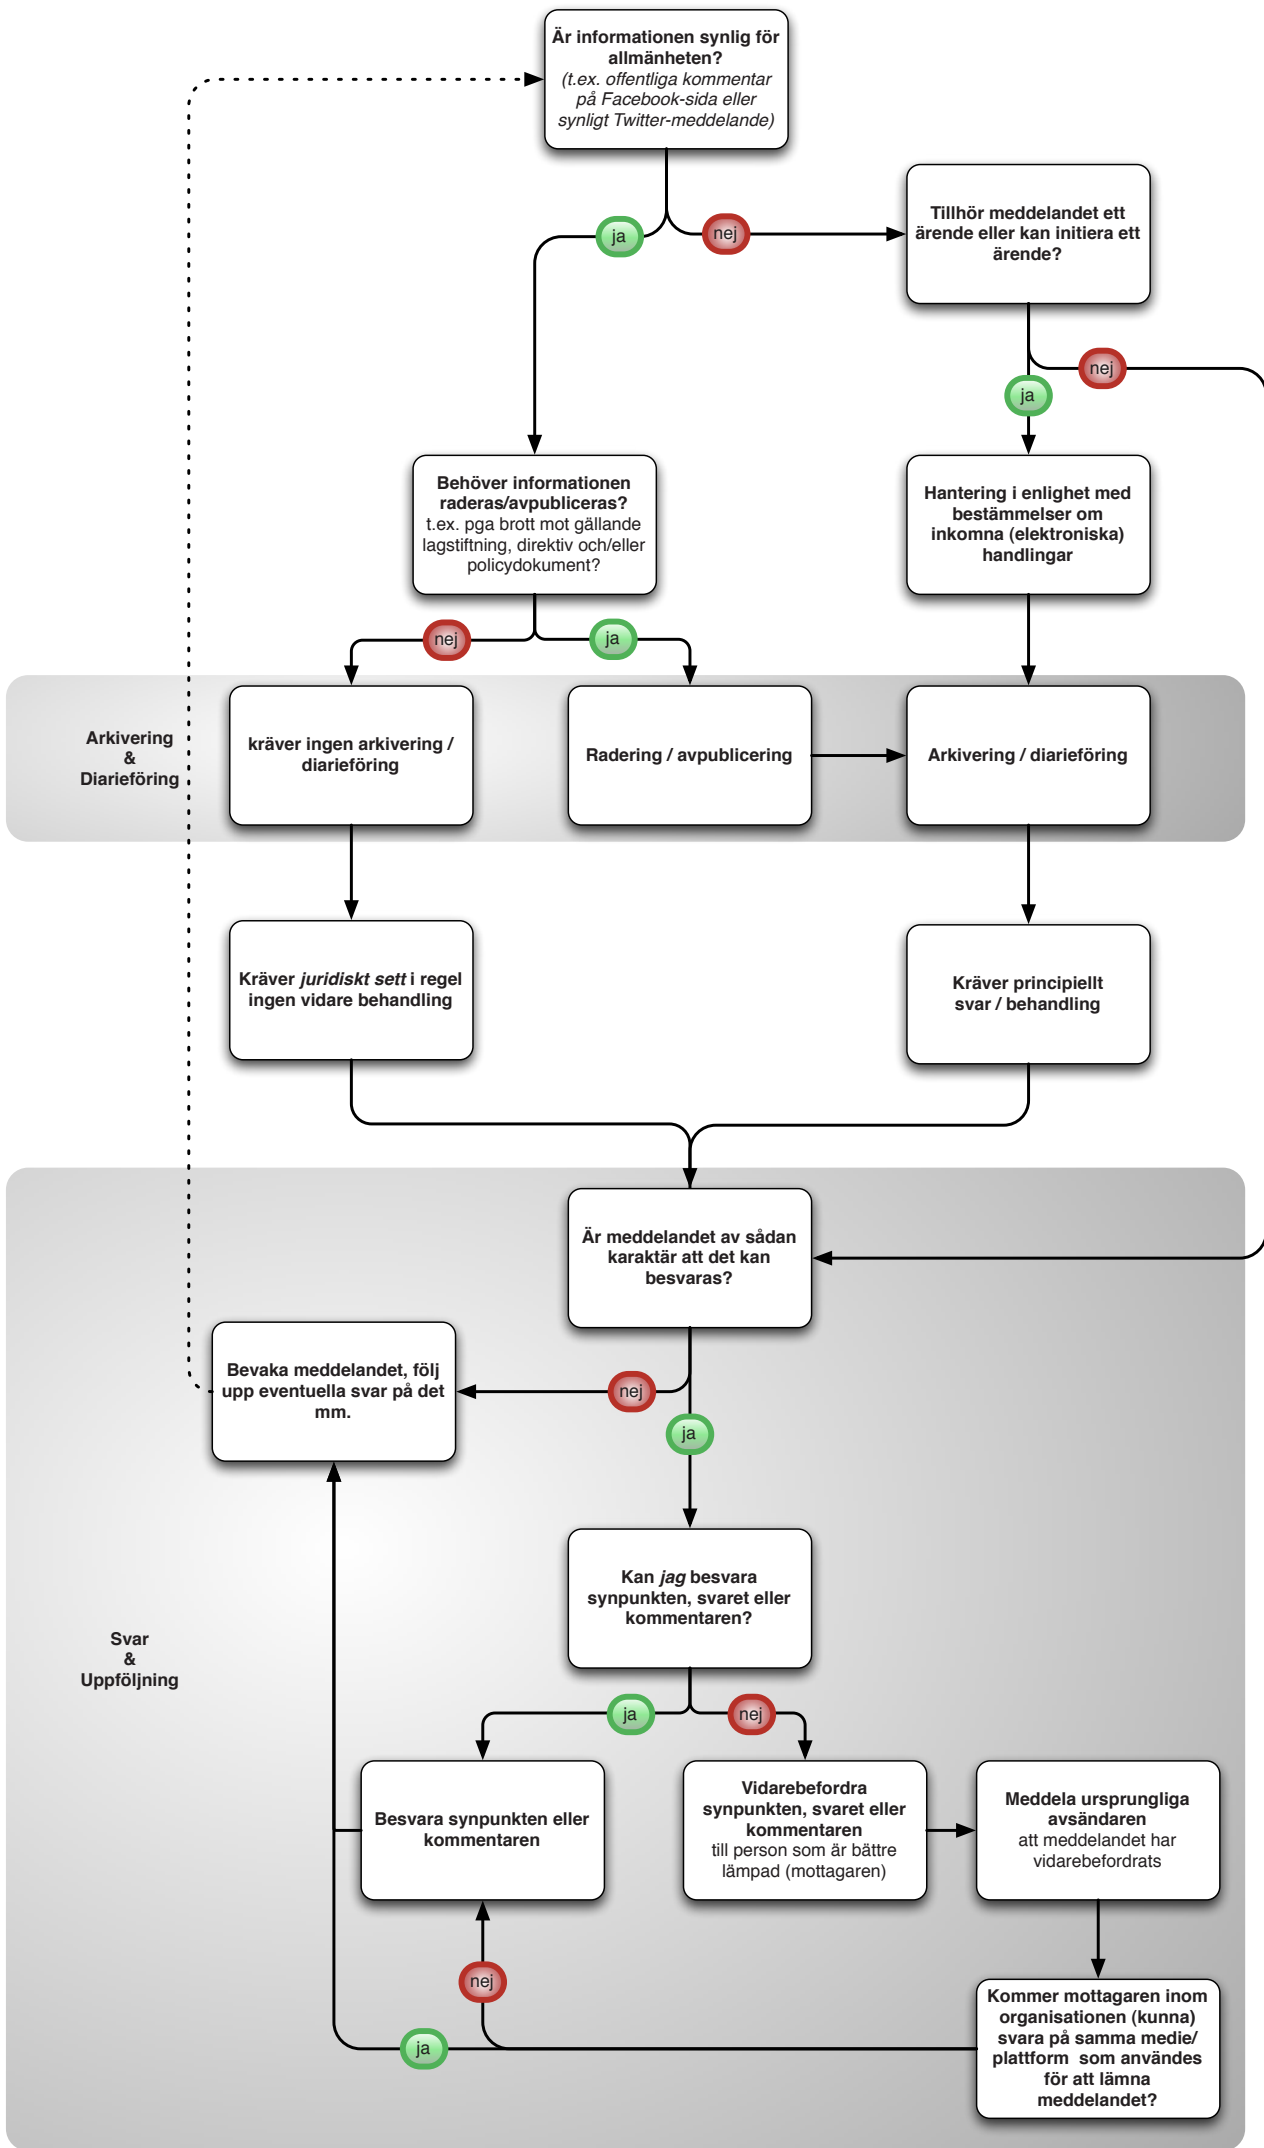 Är informationen synlig för
allmänheten?
(t.ex. offentliga kommentar
på Facebook-sida eller
synligt Twitter-meddelande)
ja
nej
Tillhör meddelandet ett
ärende eller kan initiera ett
ärende?
nej
ja
Behöver informationen
raderas/avpubliceras?
t.ex. pga brott mot gällande
lagstiftning, direktiv och/eller
policydokument?
Hantering i enlighet med
bestämmelser om
inkomna (elektroniska)
handlingar
nej
ja
Arkivering
&
Diarieföring
kräver ingen arkivering /
diarieföring
Radering / avpublicering
Arkivering / diarieföring
Kräver juridiskt sett i regel
ingen vidare behandling
Kräver principiellt
svar / behandling
Är meddelandet av sådan
karaktär att det kan
besvaras?
Bevaka meddelandet, följ
upp eventuella svar på det
mm.
nej
ja
Kan jag besvara
synpunkten, svaret eller
kommentaren?
Svar
&
Uppföljning
ja
nej
Besvara synpunkten eller
kommentaren
Vidarebefordra
synpunkten, svaret eller
kommentaren
till person som är bättre
lämpad (mottagaren)
Meddela ursprungliga
avsändaren
att meddelandet har
vidarebefordrats
nej
ja
Kommer mottagaren inom
organisationen (kunna)
svara på samma medie/
plattform  som användes
för att lämna
meddelandet?